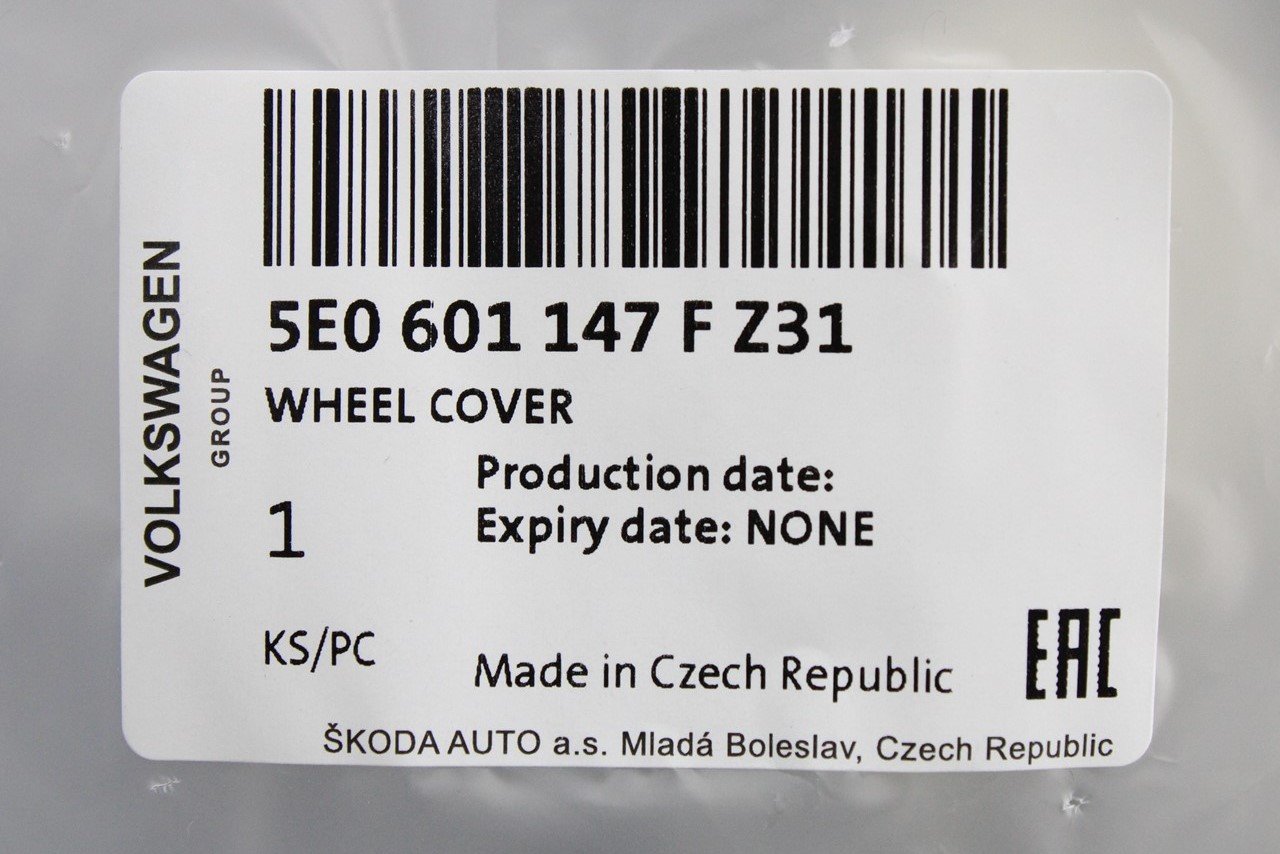 VOLKSWAGEN
GROUP
5E0 601 147 F Z31
WHEEL COVER
Production date:
1
Expiry date: NONE
KS/PC
Made in Czech Republic
EAC
ŠKODA AUTO a.s. Mladá Boleslav, Czech Republic